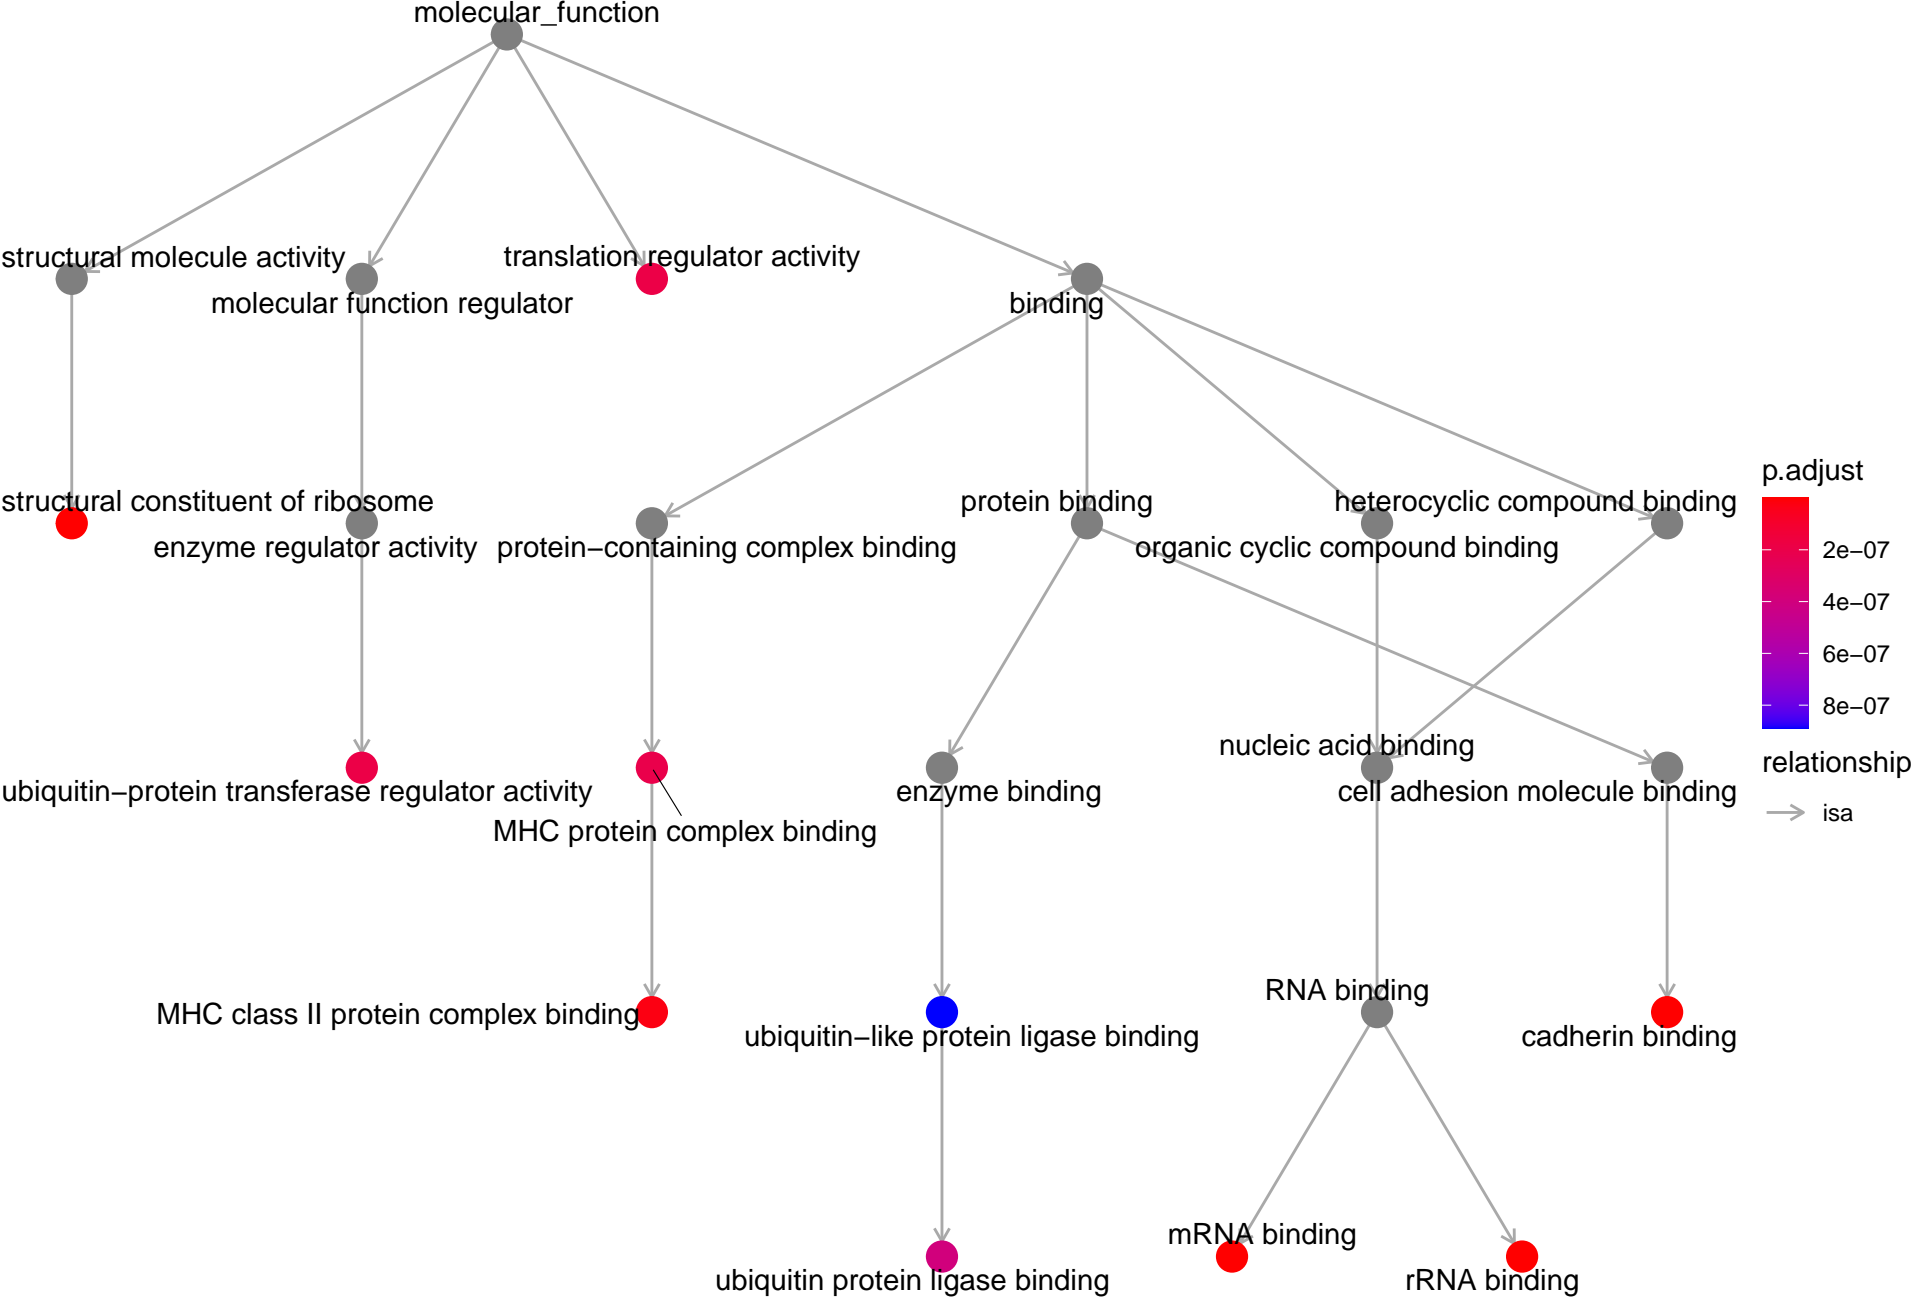 molecular_function
structural molecule activity
translation regulator activity
molecular function regulator
binding
structural constituent of ribosome
protein binding
heterocyclic compound binding
enzyme regulator activity
protein−containing complex binding
organic cyclic compound binding
p.adjust
2e−07
4e−07
6e−07
8e−07
relationship
isa
nucleic acid binding
ubiquitin−protein transferase regulator activity
enzyme binding
cell adhesion molecule binding
MHC protein complex binding
RNA binding
MHC class II protein complex binding
ubiquitin−like protein ligase binding
cadherin binding
mRNA binding
ubiquitin protein ligase binding
rRNA binding